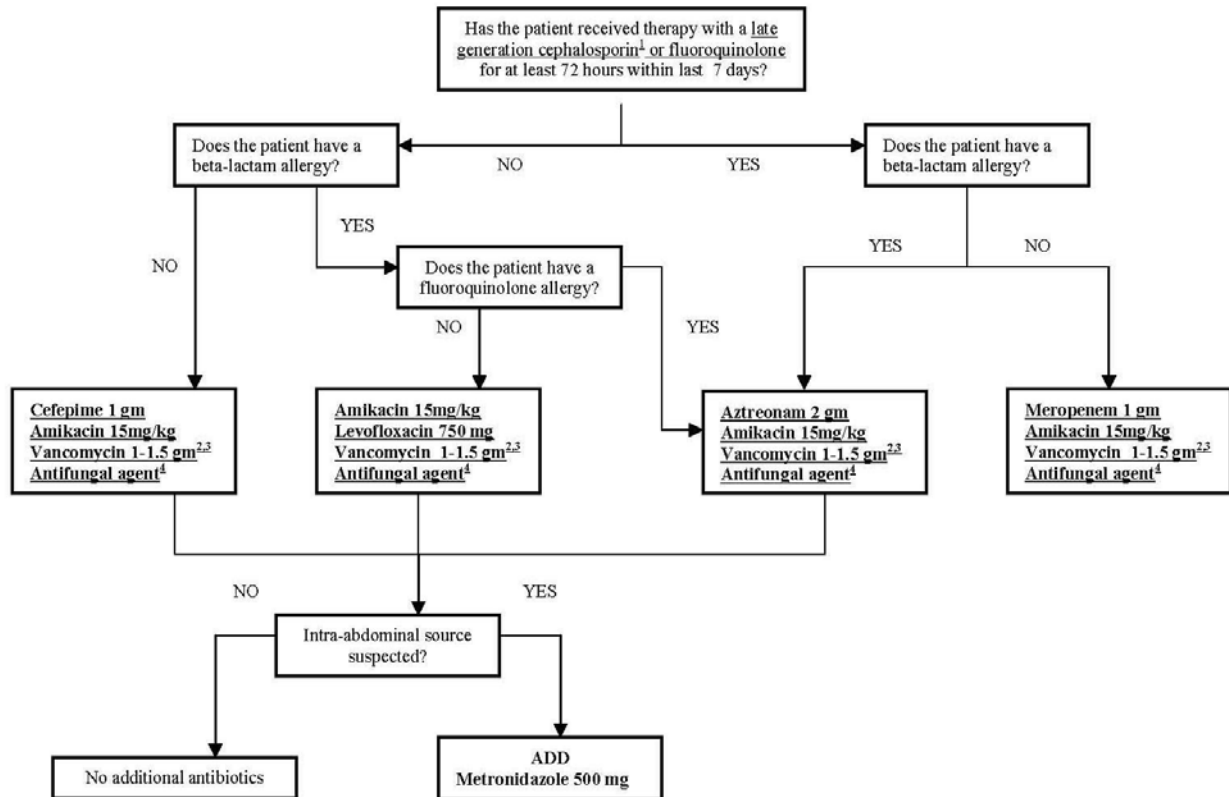 Has the patient received therapy with a late
generation cephalosporin1 or fluoroquinolone
for at least 72 hours within last 7 days?
Does the patient have a
beta-lactam allergy?
NO
YES
Does the patient have a
beta-lactam allergy?
NO
YES
Does the patient have a
fluoroquinolone allergy?
NO
YES
YES
NO
Cefepime 1 gm
Amikacin 15mg/kg
Vancomycin 1-1.5 gm2,3
Antifungal agent4
Amikacin 15mg/kg
Levofloxacin 750 mg
Vancomycin 1-1.5 gm2,3
Antifungal agent4
Aztreonam 2 gm
Amikacin 15mg/kg
Vancomycin 1-1.5 gm2,3
Antifungal agent4
Meropenem 1 gm
Amikacin 15mg/kg
Vancomycin 1-1.5 gm2,3
Antifungal agent4
NO
YES
Intra-abdominal source
suspected?
No additional antibiotics
ADD
Metronidazole 500 mg